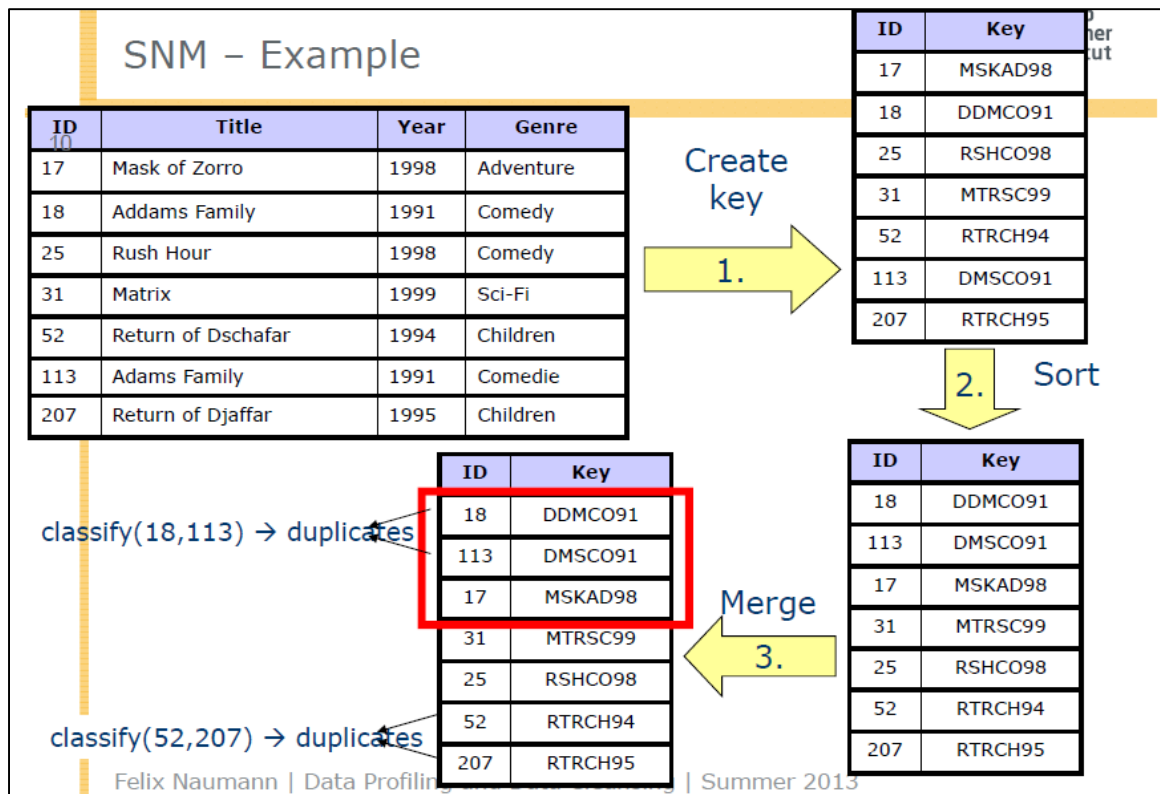 SNM – Example
ID Title Year Genre
10
17 Mask of Zorro 1998 Adventure
18 Addams Family 1991 Comedy
25 Rush Hour 1998 Comedy
31 Matrix 1999 Sci-Fi
52 Return of Dschafar 1994 Children
113 Adams Family 1991 Comedie
207 Return of Djaffar 1995 Children
Create
key
1.
ID Key
17 MSKAD98
18 DDMCO91
25 RSHCO98
31 MTRSC99
52 RTRCH94
113 DMSCO91
207 RTRCH95
2. Sort
ID Key
18 DDMCO91
113 DMSCO91
17 MSKAD98
31 MTRSC99
25 RSHCO98
52 RTRCH94
207 RTRCH95
Merge
3.
ID Key
18 DDMCO91
113 DMSCO91
17 MSKAD98
31 MTRSC99
25 RSHCO98
52 RTRCH94
207 RTRCH95
classify(18,113) → duplicates
classify(52,207) → duplicates
Felix Naumann | Data Profiling and Data Cleansing | Summer 2013